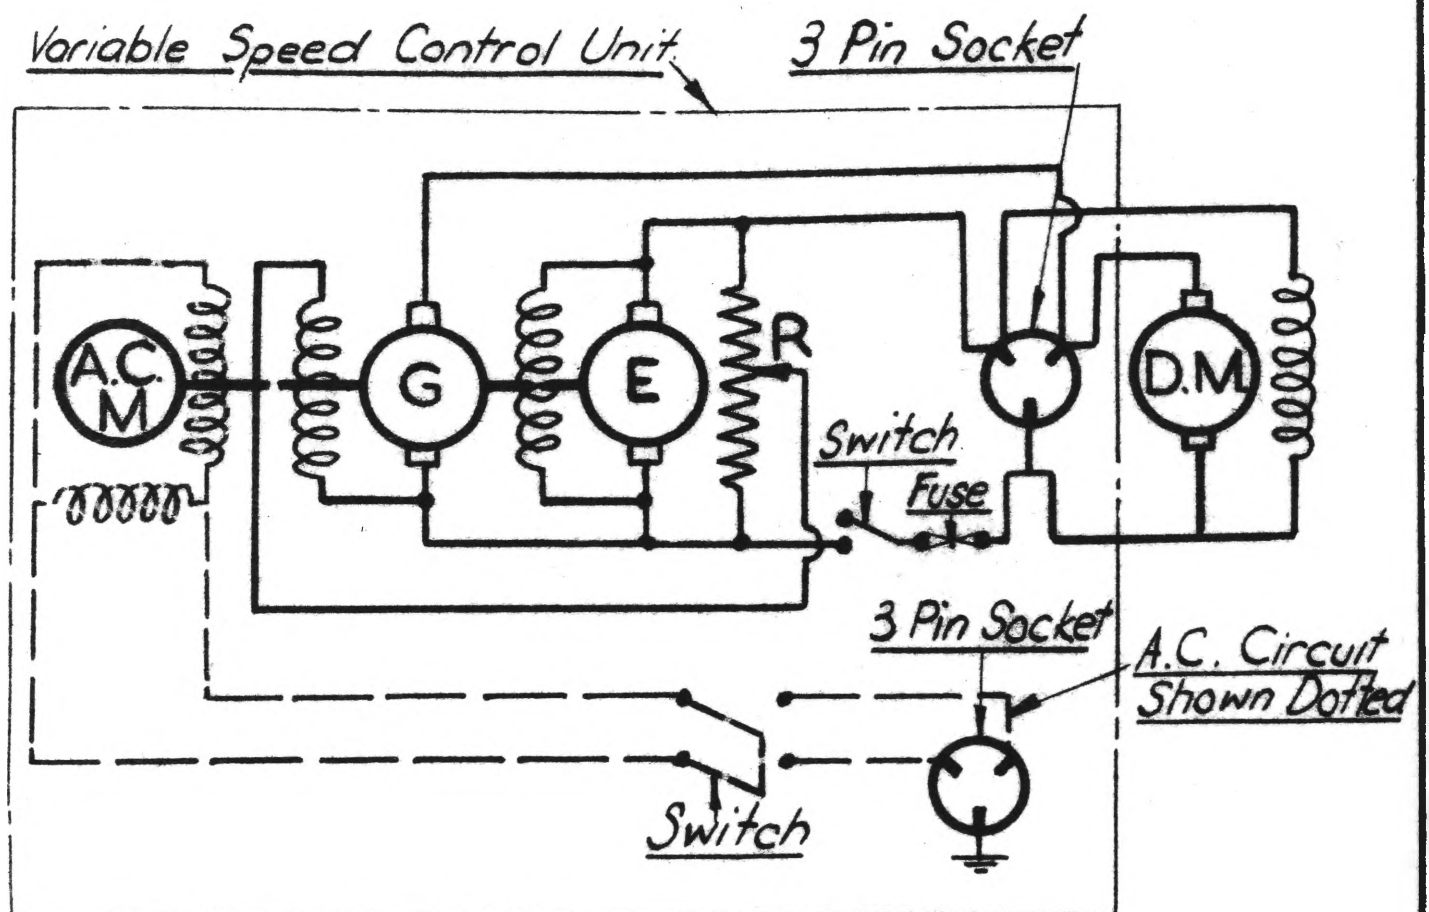 Variable Speed Control Unit.
3 Pin Socket
A.C.
M
G
E
R
D.M.
Switch
Fuse
3 Pin Socket
A.C. Circuit
Shown Dotted
Switch